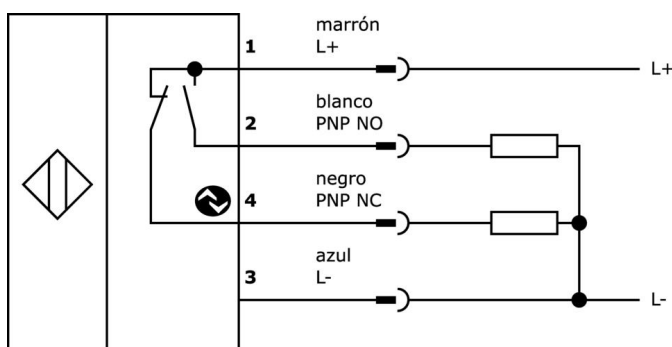 marrón
1
L+
L+
blanco
2
PNP NO
negro
4
PNP NC
azul
3
L-
L-